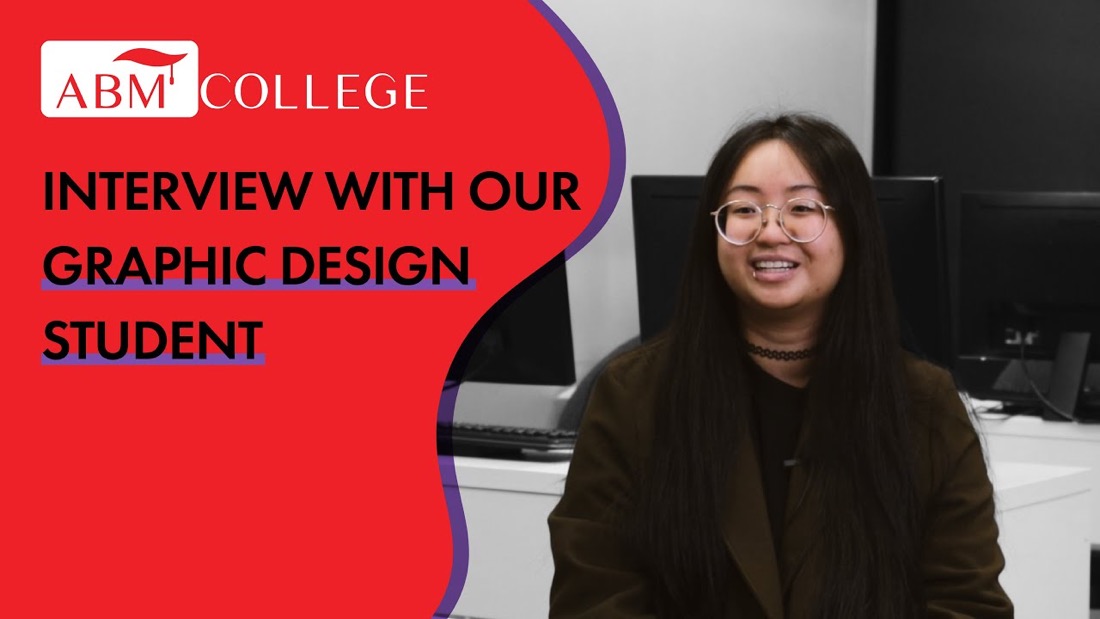 ABM COLLEGE
INTERVIEW WITH OUR
GRAPHIC DESIGN
STUDENT